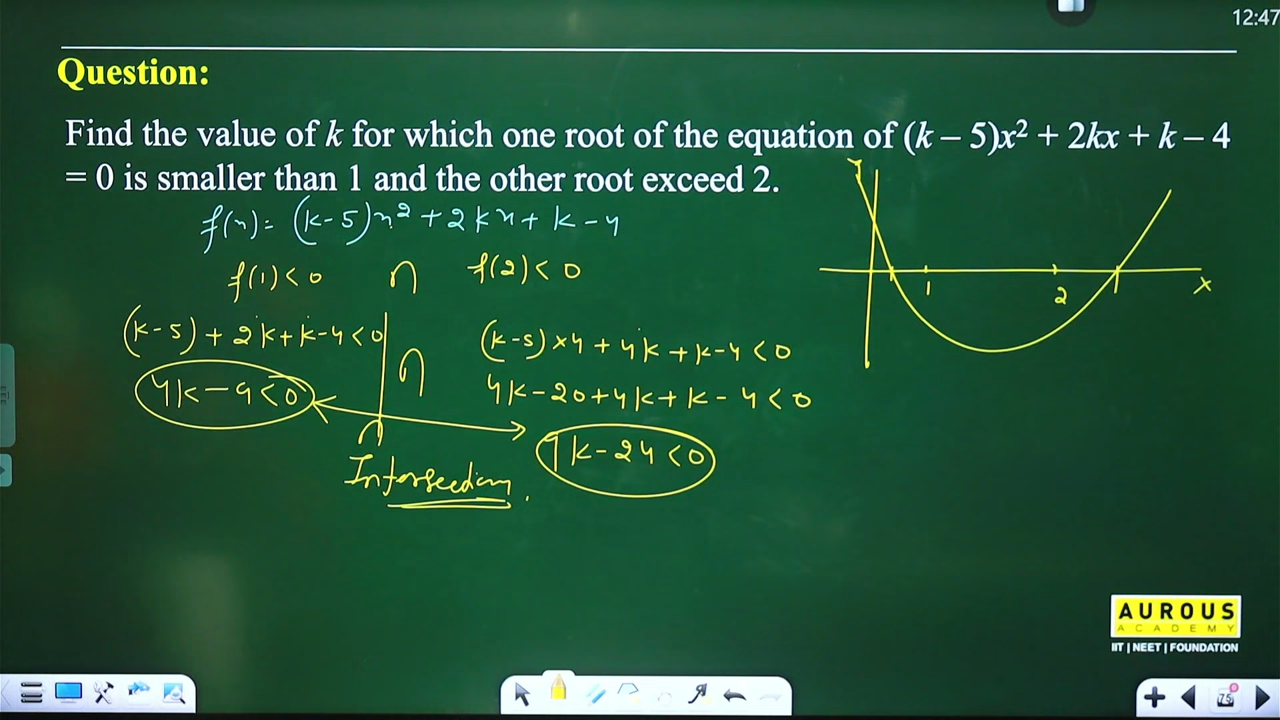 12:47
Question:
Find the value of k for which one root of the equation of (k – 5)x² + 2kx + k – 4
= 0 is smaller than 1 and the other root exceed 2.
f(x) = (k-5)x² + 2kx + k - 4
f(1) < 0 ∩ f(2) < 0
(k-5) + 2k + k - 4 < 0 ∩ (k-5)×4 + 4k + k - 4 < 0
4k - 9 < 0
4k - 20 + 4k + k - 4 < 0
∩
9k - 24 < 0
Intersection.
Y
1
2
X
AUROUS
ACADEMY
IIT | NEET | FOUNDATION
75